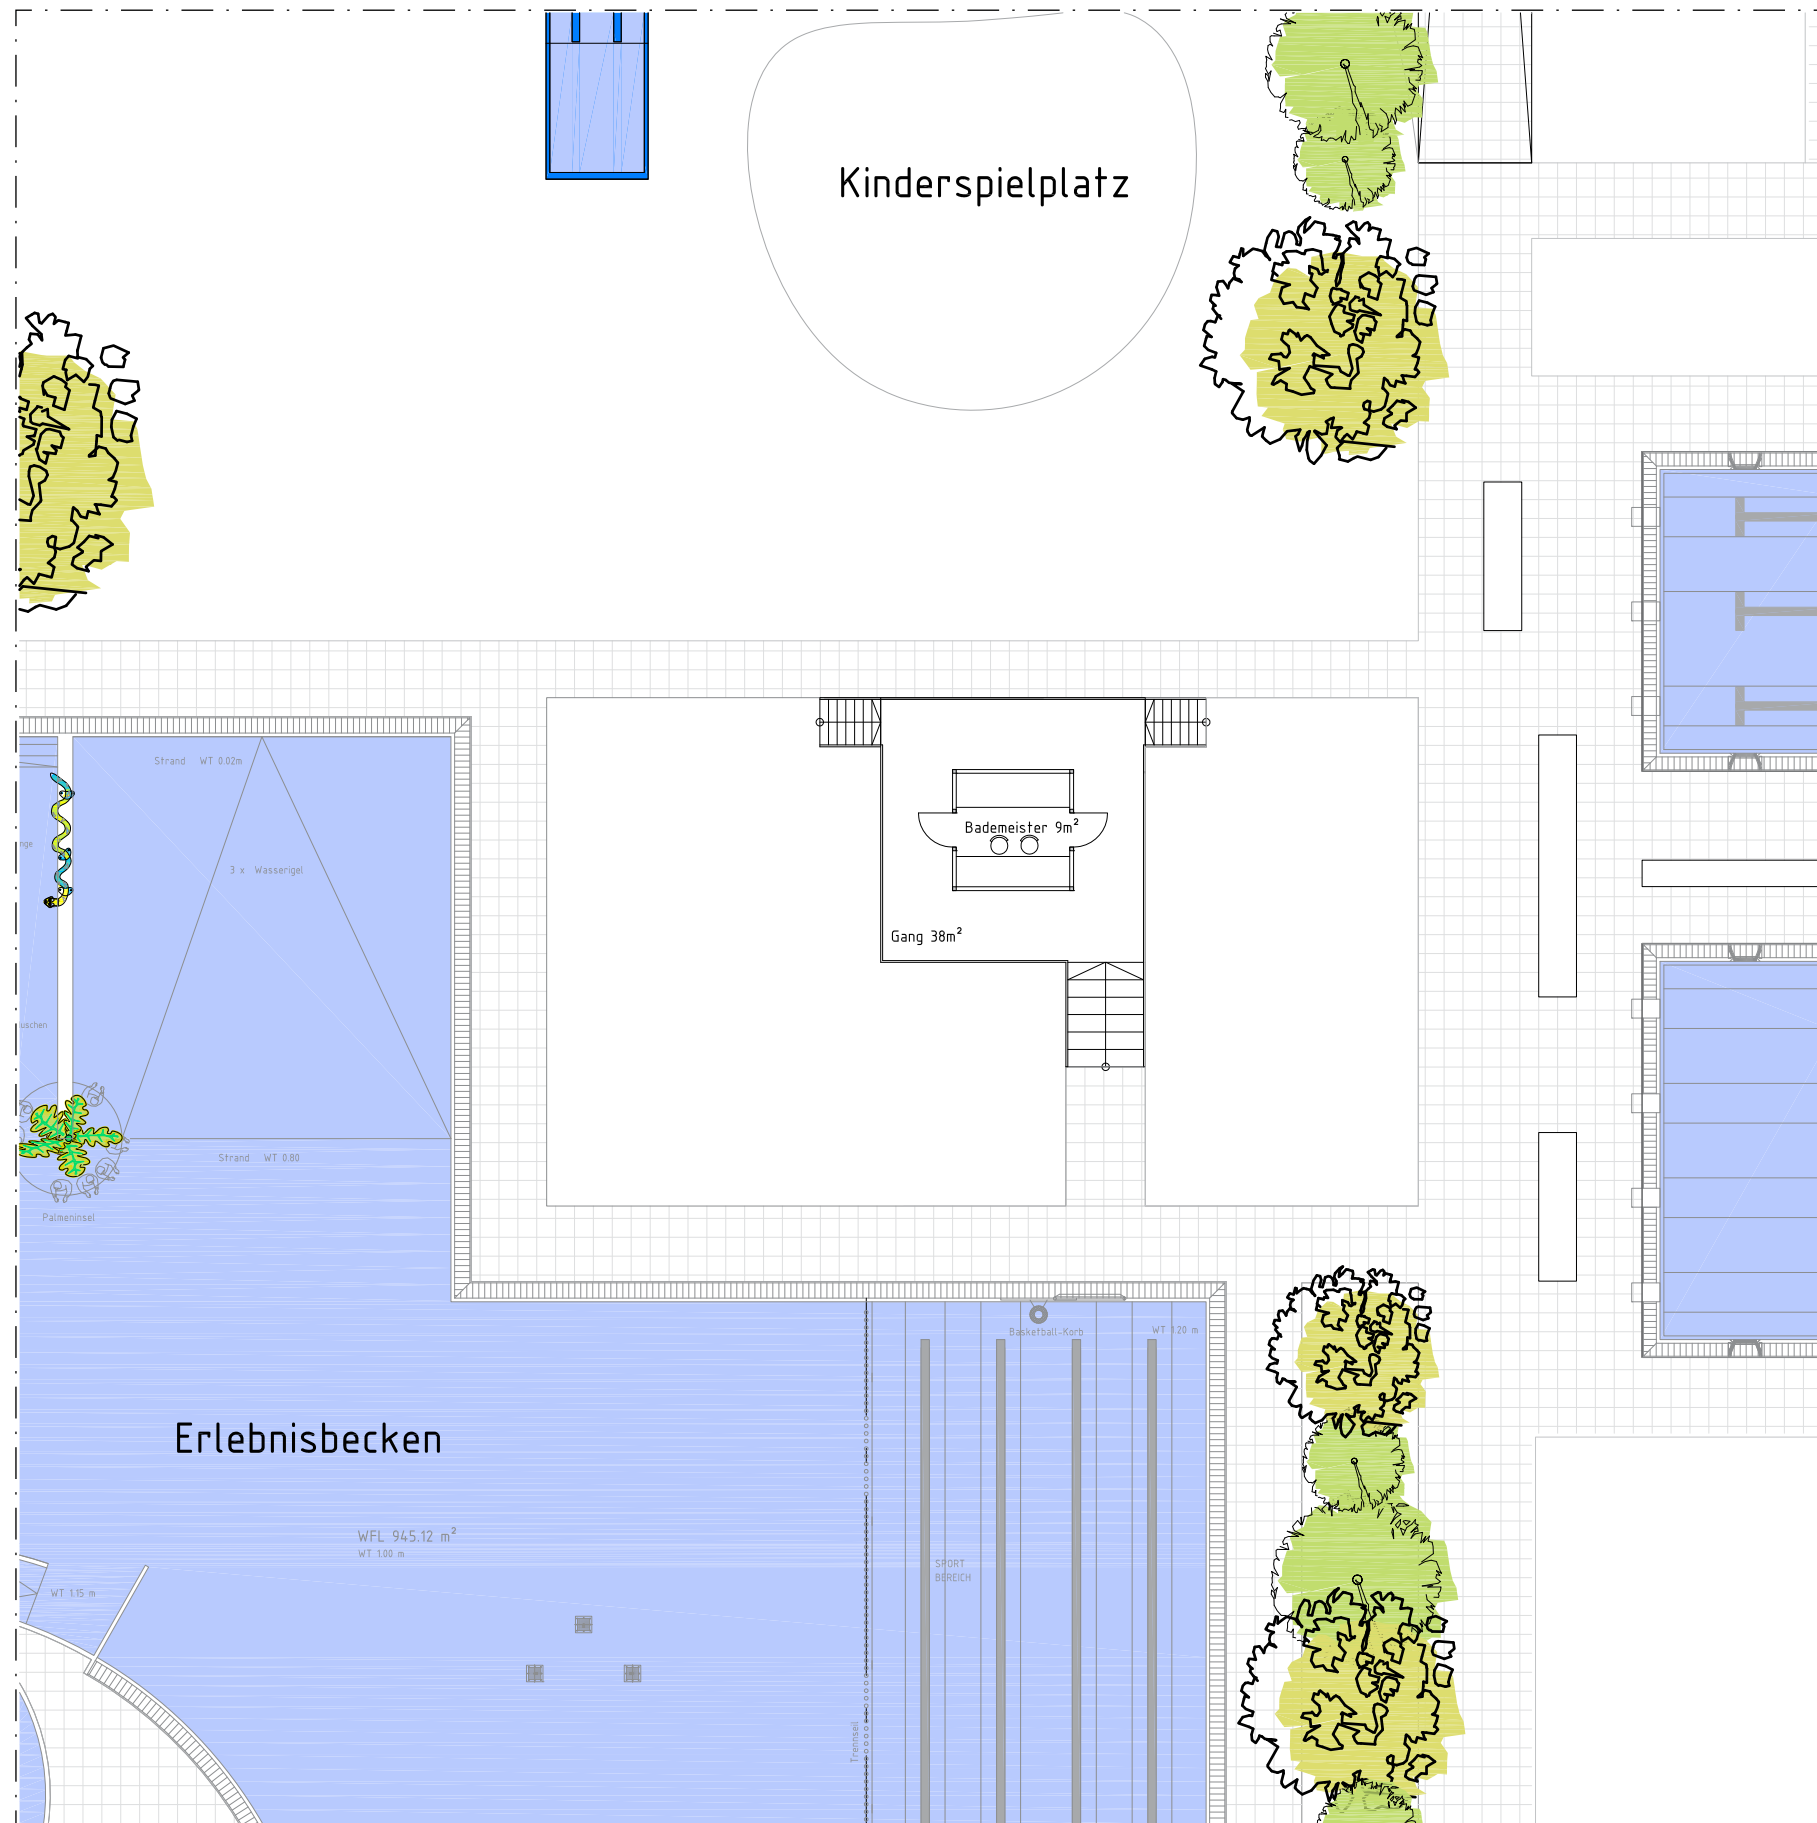 Kinderspielplatz
Strand WT 0.02m
Bademeister 9m²
3 x Wasserigel
Gang 38m²
Strand WT 0.80
Palmeninsel
Basketball-Korb
WT 1.20 m
Erlebnisbecken
WFL 945.12 m²
WT 1.00 m
SPORT
BEREICH
WT 1.15 m
Trennseil